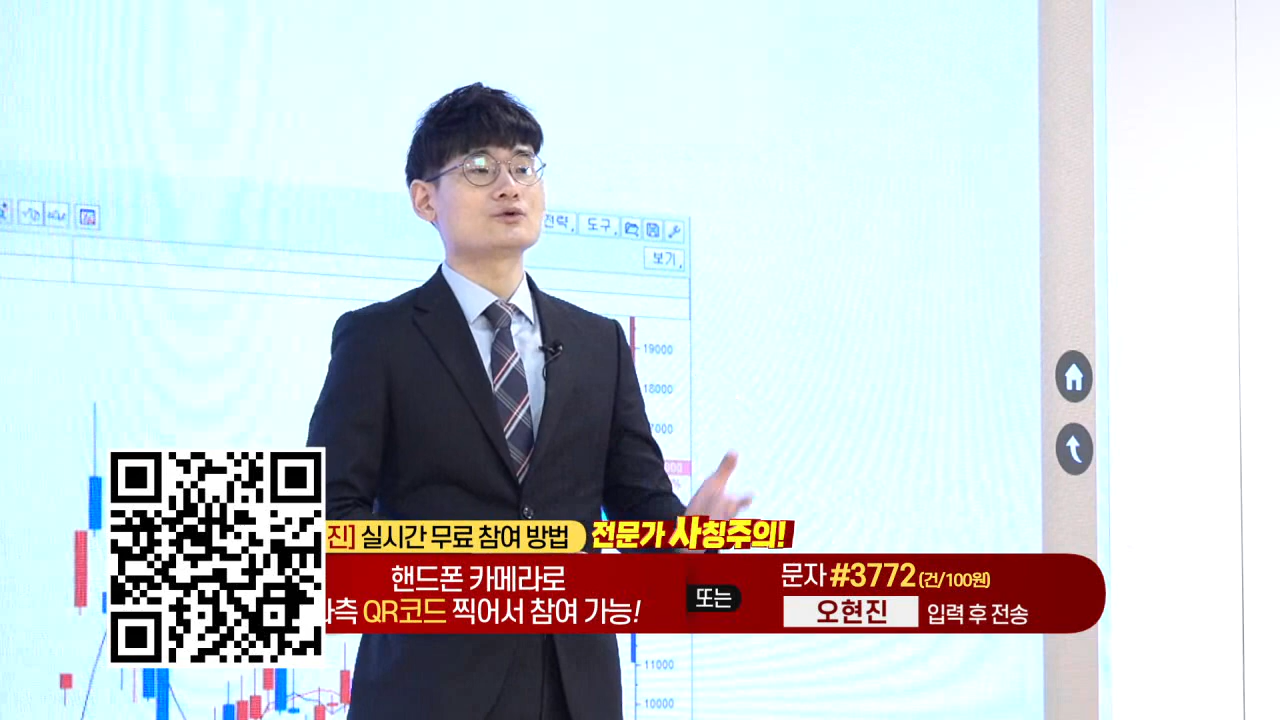 전략
도구
보기
19000
18000
진] 실시간 무료 참여 방법
전문가 사칭주의!
핸드폰 카메라로
QR코드 찍어서 참여 가능!
또는
문자 #3772 (건/100원)
오현진 입력 후 전송
11000
10000